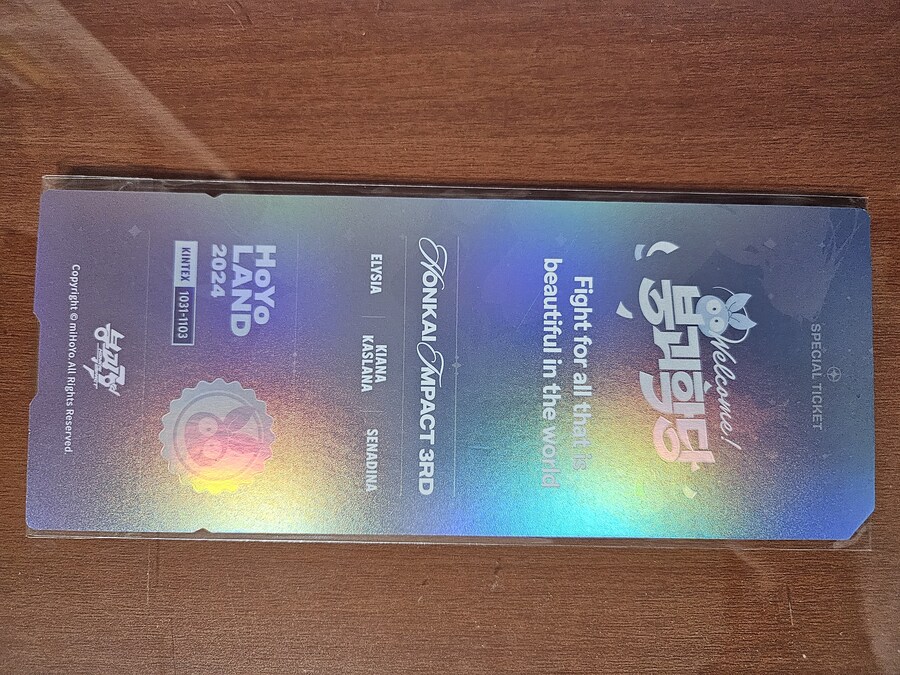 SPECIAL TICKET
Welcome!
붕괴학당
Fight for all that is
beautiful in the world
HONKAI IMPACT 3RD
ELYSIA
KIANA
KASLANA
SENADINA
HoYo
LAND
2024
KINTEX 1031-1103
Copyright © miHoYo. All Rights Reserved.